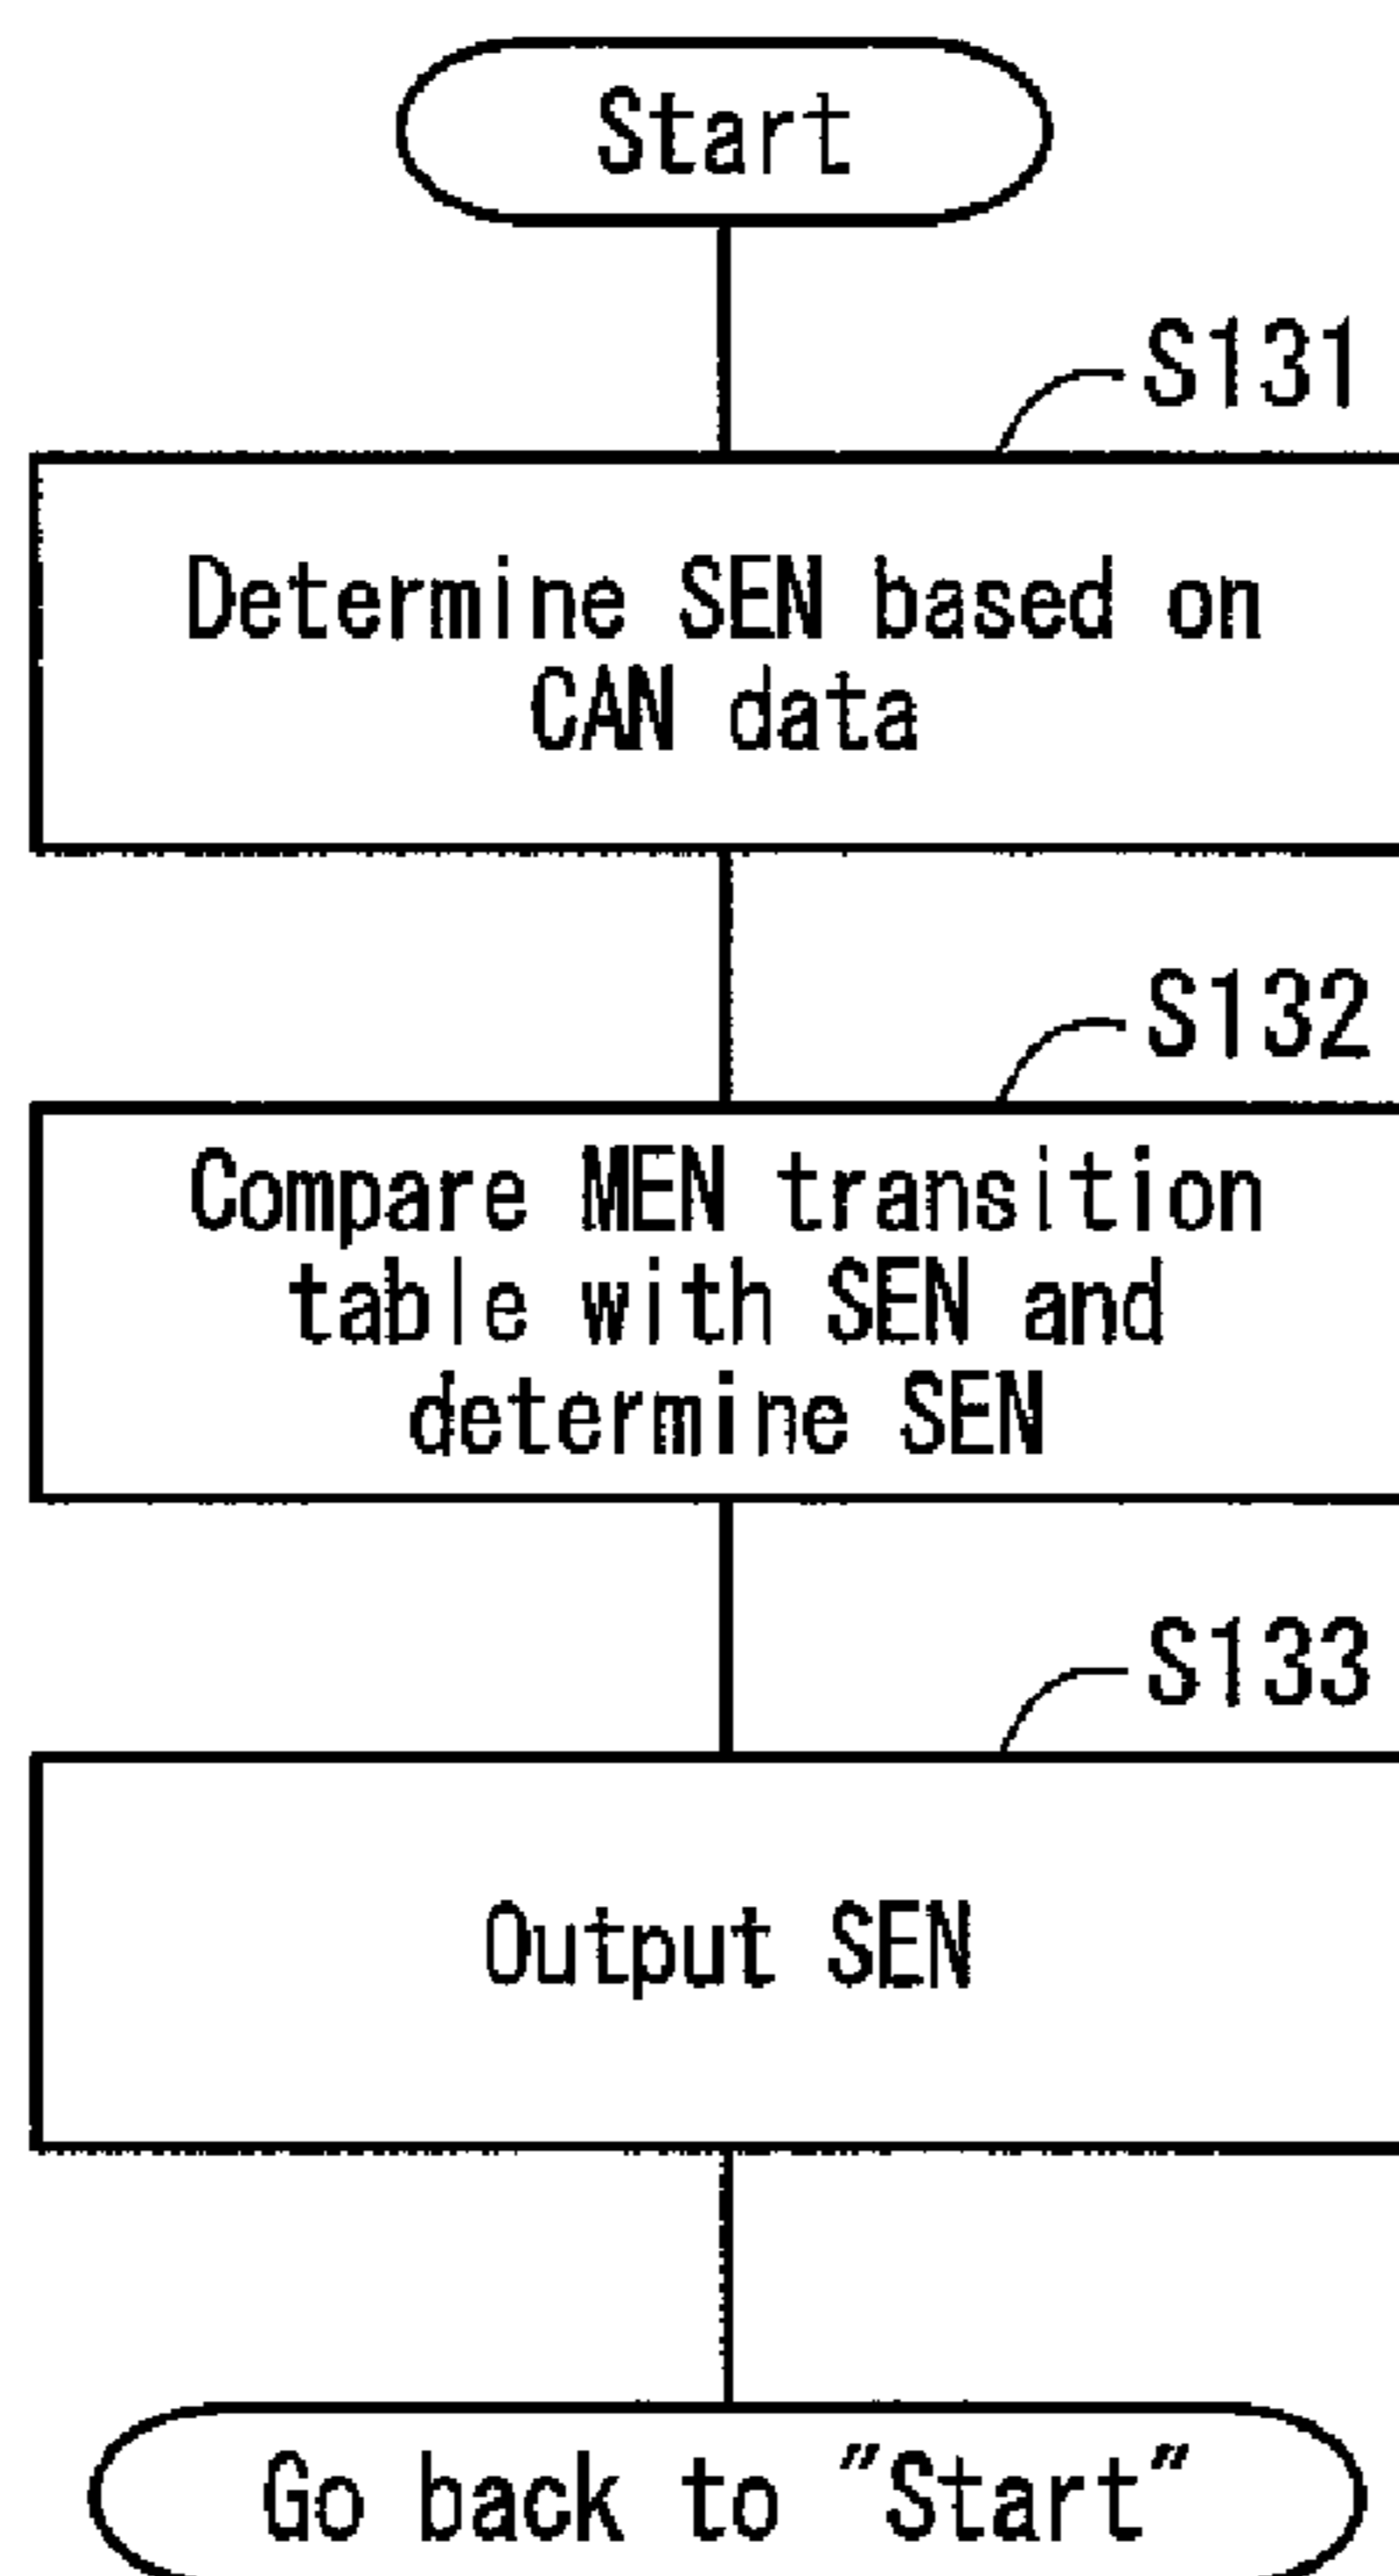 Start
S131
Determine SEN based on
CAN data
S132
Compare MEN transition
table with SEN and
determine SEN
S133
Output SEN
Go back to "Start"